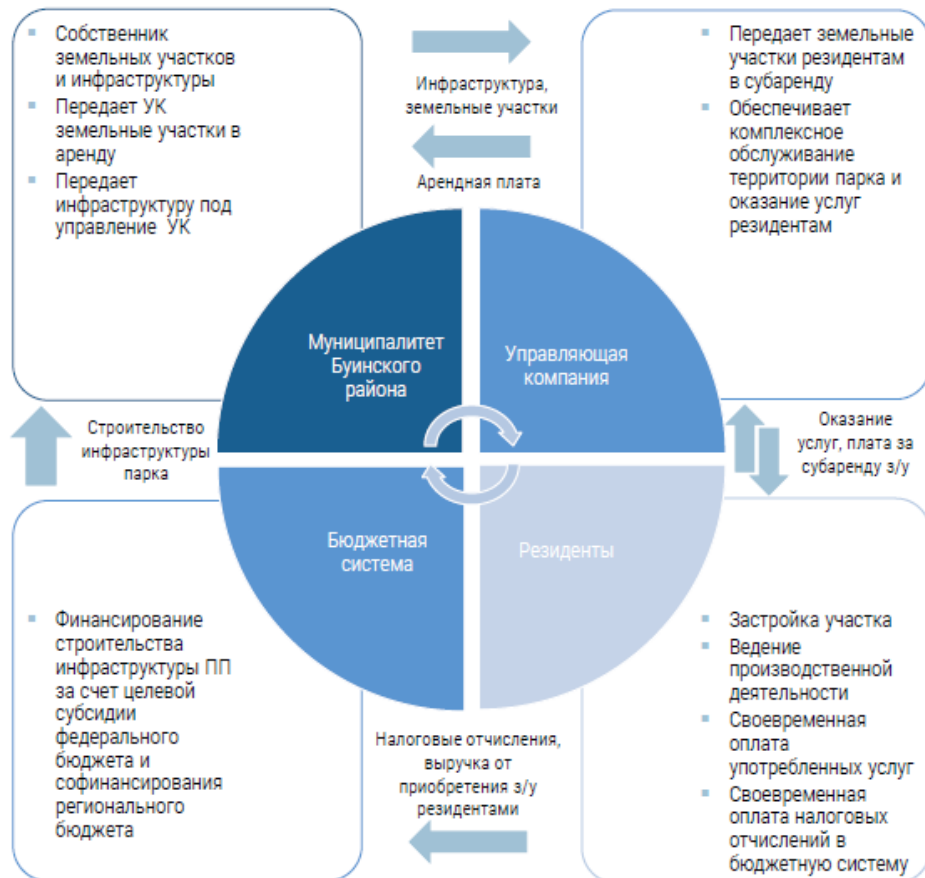 Собственник
земельных участков
и инфраструктуры
Передает УК
земельные участки в
аренду
Передает
инфраструктуру под
управление УК
Инфраструктура,
земельные участки
Арендная плата
Передает земельные
участки резидентам
в субаренду
Обеспечивает
комплексное
обслуживание
территории парка и
оказание услуг
резидентам
Муниципалитет
Буинского
района
Управляющая
компания
Строительство
инфраструктуры
парка
Оказание
услуг, плата за
субаренду з/у
Бюджетная
система
Резиденты
Финансирование
строительства
инфраструктуры ПП
за счет целевой
субсидии
федерального
бюджета и
софинансирования
регионального
бюджета
Налоговые отчисления,
выручка от
приобретения з/у
резидентами
Застройка участка
Ведение
производственной
деятельности
Своевременная
оплата
употребленных услуг
Своевременная
оплата налоговых
отчислений в
бюджетную систему